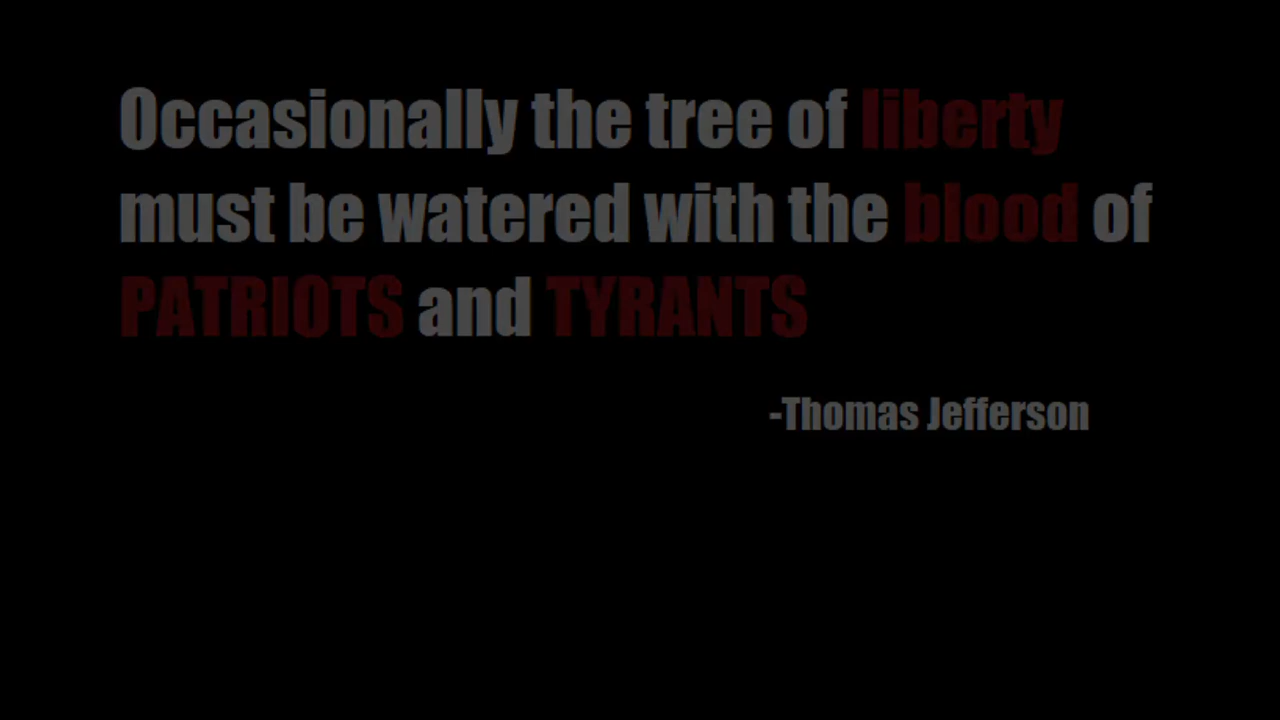 Occasionally the tree of liberty
must be watered with the blood of
PATRIOTS and TYRANTS
-Thomas Jefferson